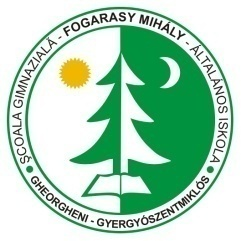 ȘCOALA GIMNAZIALĂ - FOGARASY MIHÁLY - ÁLTALÁNOS ISKOLA
GHEORGHENI - GYERGYÓSZENTMIKLÓS